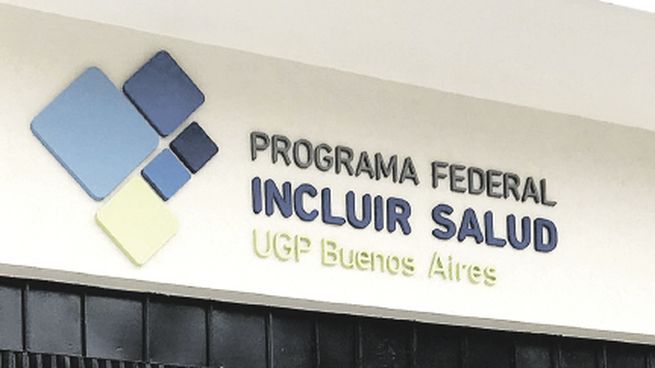 PROGRAMA FEDERAL
INCLUIR SALUD
UGP Buenos Aires